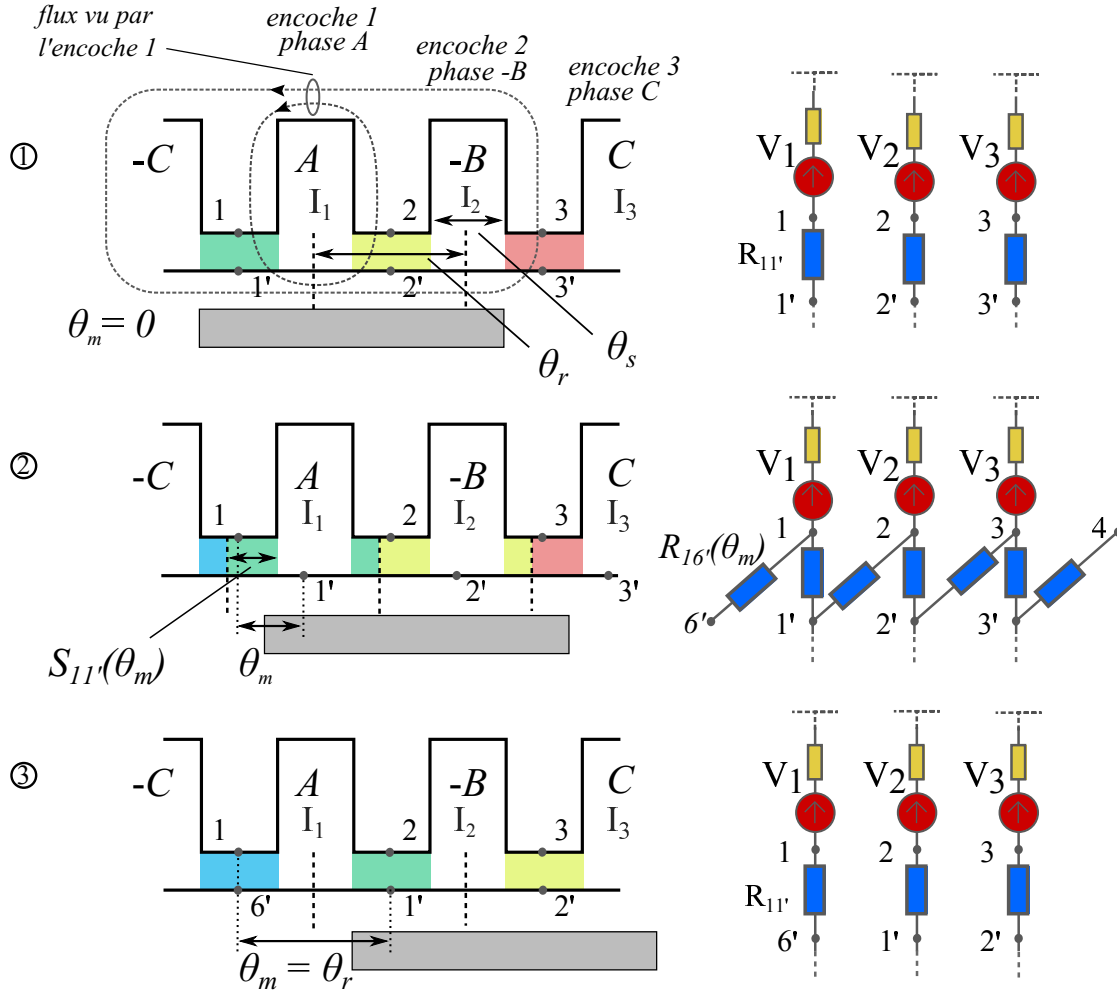 flux vu par
l'encoche 1
encoche 1
phase A
encoche 2
phase -B
encoche 3
phase C
①
-C
A
-B
C
I₁
I₂
I₃
1
2
3
1'
2'
3'
θₘ = 0
θᵣ
θₛ
V₁
V₂
V₃
1
2
3
R₁₁'
1'
2'
3'
②
-C
A
-B
C
1
I₁
2
I₂
3
I₃
1'
2'
3'
S₁₁'(θₘ)
θₘ
V₁
V₂
V₃
1
2
3
4
R₁₆'(θₘ)
6'
1'
2'
3'
③
-C
A
-B
C
1
I₁
2
I₂
3
I₃
6'
1'
2'
θₘ = θᵣ
V₁
V₂
V₃
1
2
3
R₁₁'
6'
1'
2'